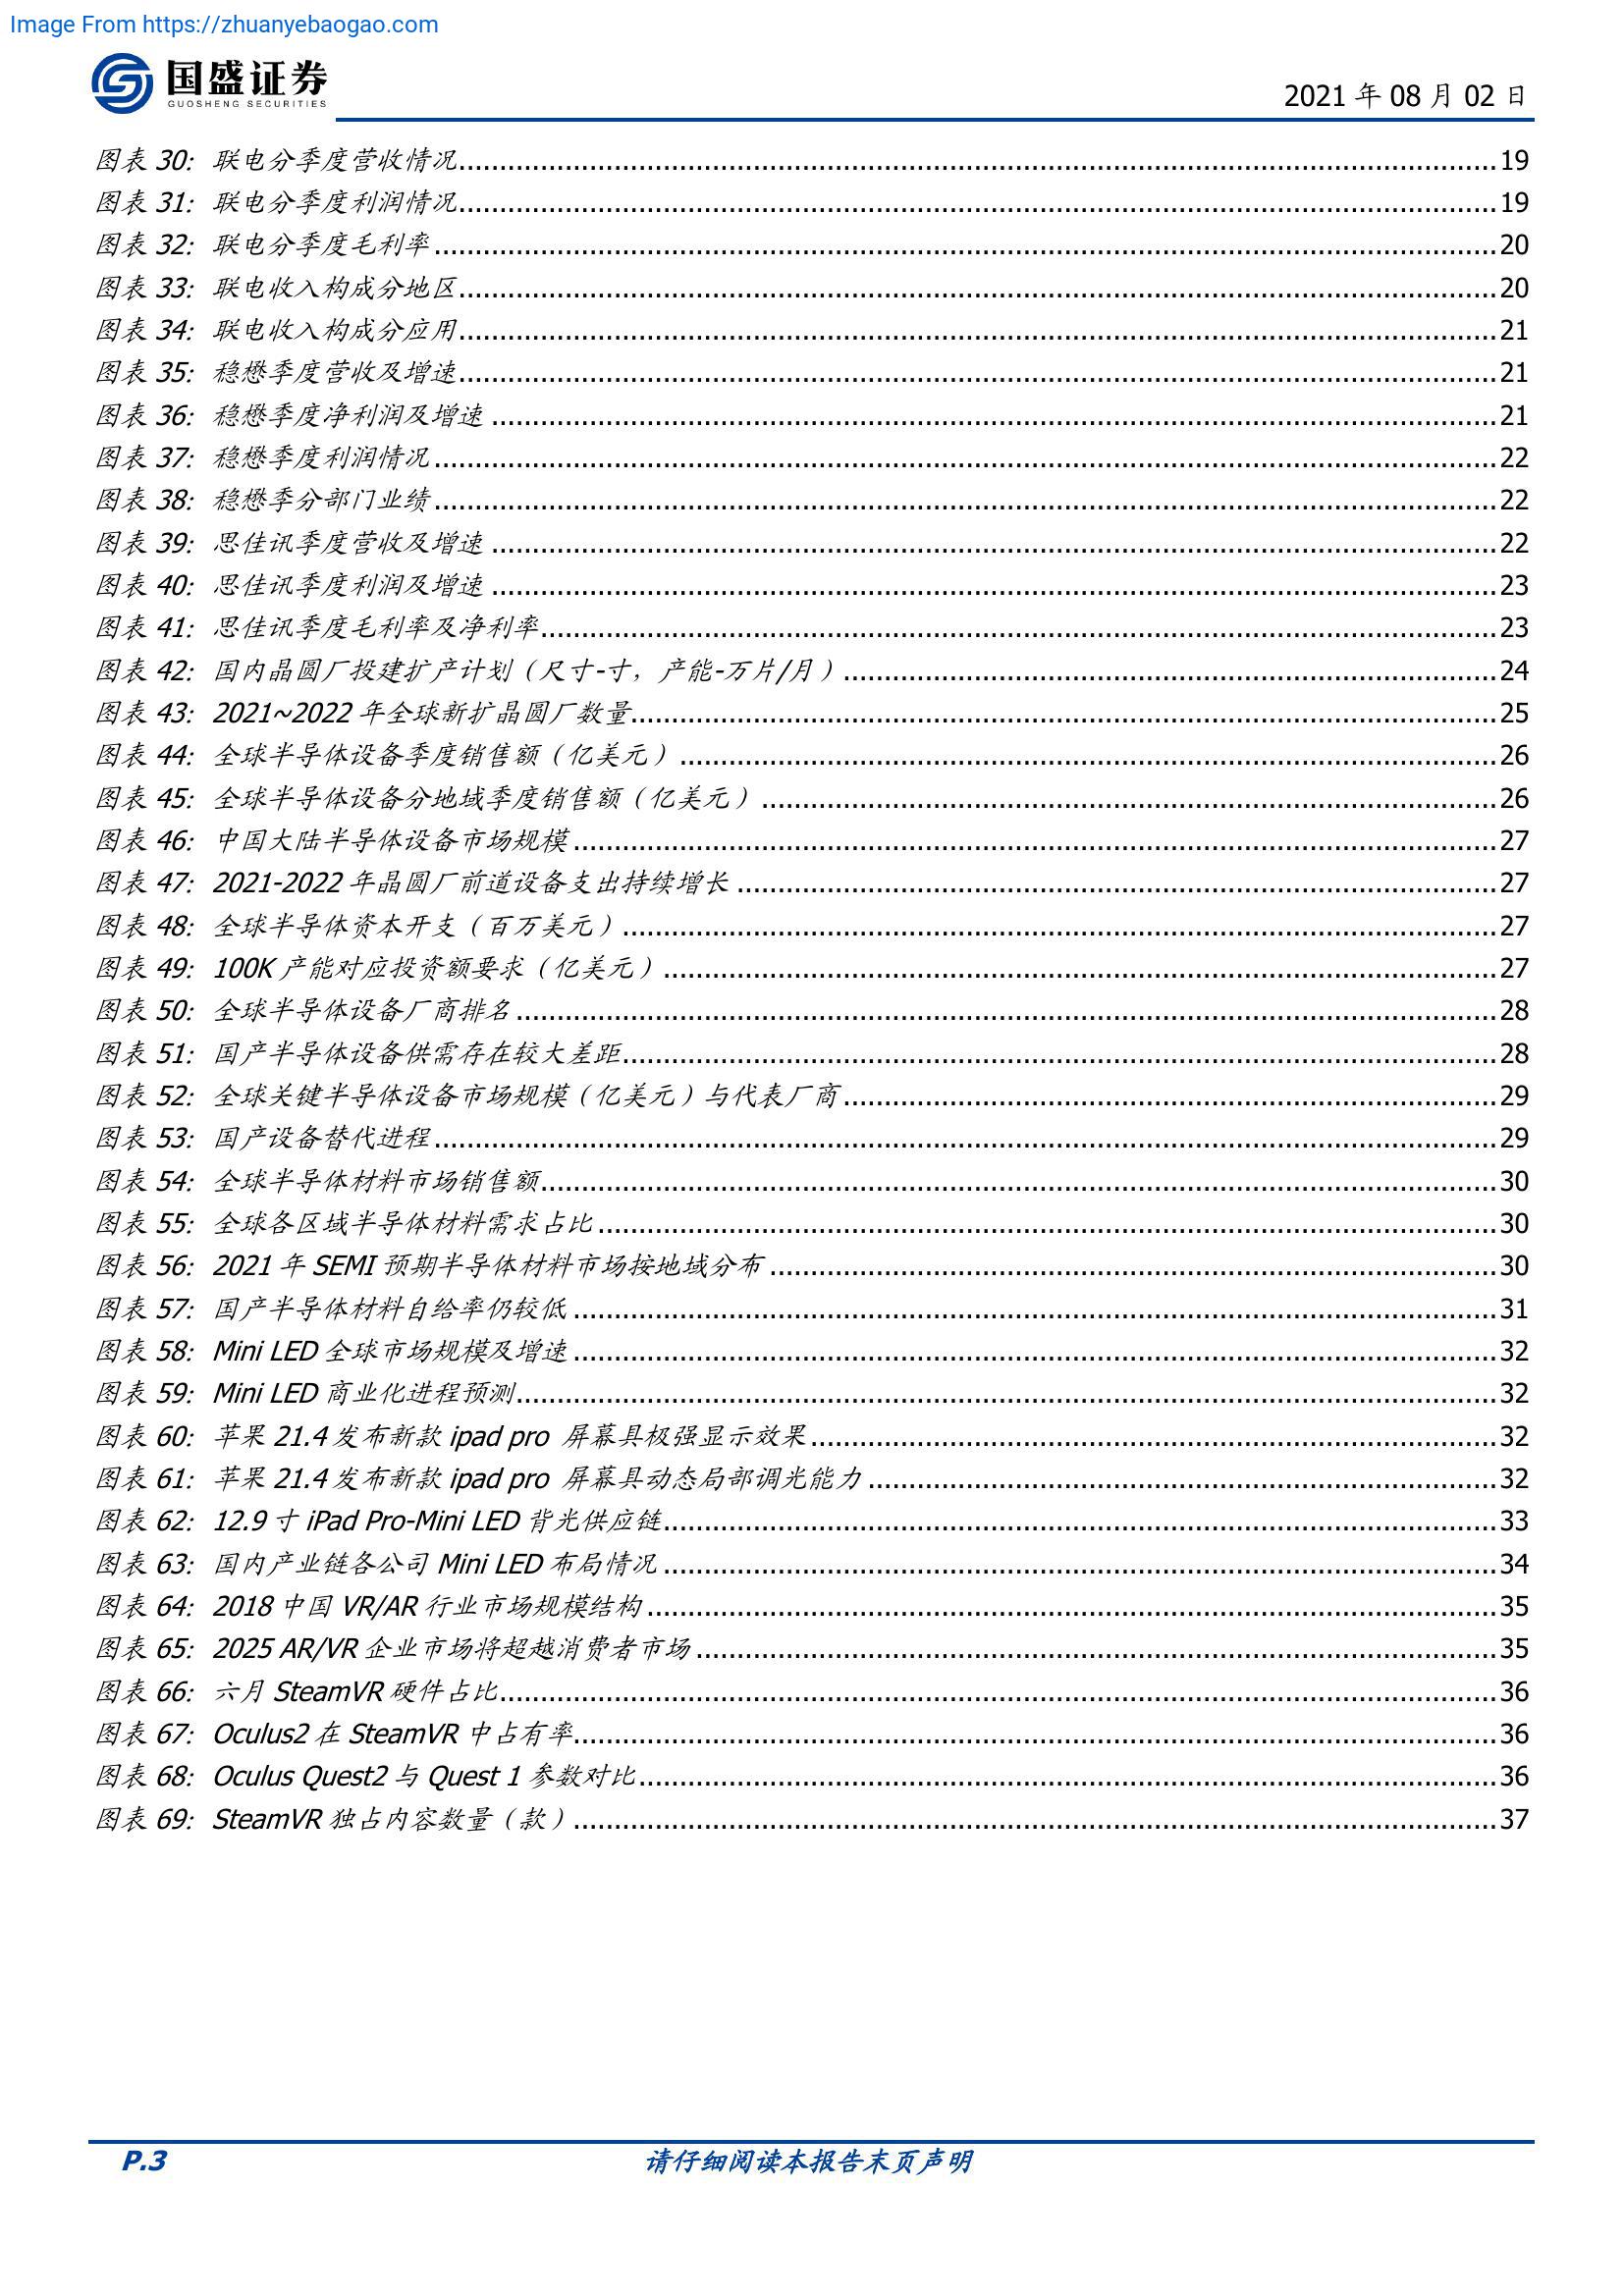 Image From https://zhuanyebaogao.com
国盛证券
GUOSHENG SECURITIES
2021 年 08 月 02 日
图表 30: 联电分季度营收情况....................19
图表 31: 联电分季度利润情况....................19
图表 32: 联电分季度毛利率....................20
图表 33: 联电收入构成分地区....................20
图表 34: 联电收入构成分应用....................21
图表 35: 稳懋季度营收及增速....................21
图表 36: 稳懋季度净利润及增速....................21
图表 37: 稳懋季度利润情况....................22
图表 38: 稳懋季分部门业绩....................22
图表 39: 思佳讯季度营收及增速....................22
图表 40: 思佳讯季度利润及增速....................23
图表 41: 思佳讯季度毛利率及净利率....................23
图表 42: 国内晶圆厂投建扩产计划（尺寸-寸，产能-万片/月）....................24
图表 43: 2021~2022 年全球新扩晶圆厂数量....................25
图表 44: 全球半导体设备季度销售额（亿美元）....................26
图表 45: 全球半导体设备分地域季度销售额（亿美元）....................26
图表 46: 中国大陆半导体设备市场规模....................27
图表 47: 2021-2022 年晶圆厂前道设备支出持续增长....................27
图表 48: 全球半导体资本开支（百万美元）....................27
图表 49: 100K 产能对应投资额要求（亿美元）....................27
图表 50: 全球半导体设备厂商排名....................28
图表 51: 国产半导体设备供需存在较大差距....................28
图表 52: 全球关键半导体设备市场规模（亿美元）与代表厂商....................29
图表 53: 国产设备替代进程....................29
图表 54: 全球半导体材料市场销售额....................30
图表 55: 全球各区域半导体材料需求占比....................30
图表 56: 2021 年 SEMI 预期半导体材料市场按地域分布....................30
图表 57: 国产半导体材料自给率仍较低....................31
图表 58: Mini LED 全球市场规模及增速....................32
图表 59: Mini LED 商业化进程预测....................32
图表 60: 苹果 21.4 发布新款 ipad pro 屏幕具极强显示效果....................32
图表 61: 苹果 21.4 发布新款 ipad pro 屏幕具动态局部调光能力....................32
图表 62: 12.9 寸 iPad Pro-Mini LED 背光供应链....................33
图表 63: 国内产业链各公司 Mini LED 布局情况....................34
图表 64: 2018 中国 VR/AR 行业市场规模结构....................35
图表 65: 2025 AR/VR 企业市场将超越消费者市场....................35
图表 66: 六月 SteamVR 硬件占比....................36
图表 67: Oculus2 在 SteamVR 中占有率....................36
图表 68: Oculus Quest2 与 Quest 1 参数对比....................36
图表 69: SteamVR 独占内容数量（款）....................37
P.3
请仔细阅读本报告末页声明